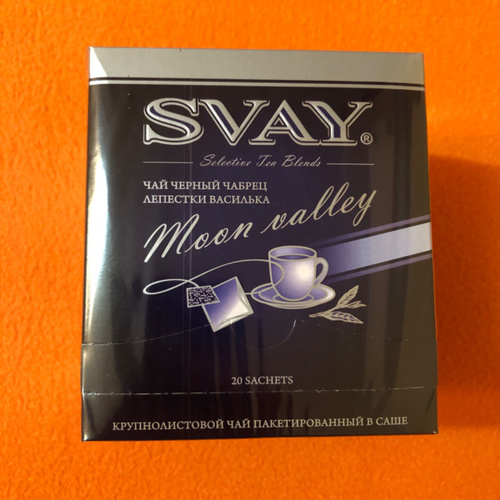 SVAY®
Selective Tea Blends
ЧАЙ ЧЕРНЫЙ ЧАБРЕЦ
ЛЕПЕСТКИ ВАСИЛЬКА
Moon valley
20 SACHETS
КРУПНОЛИСТОВОЙ ЧАЙ ПАКЕТИРОВАННЫЙ В САШЕ